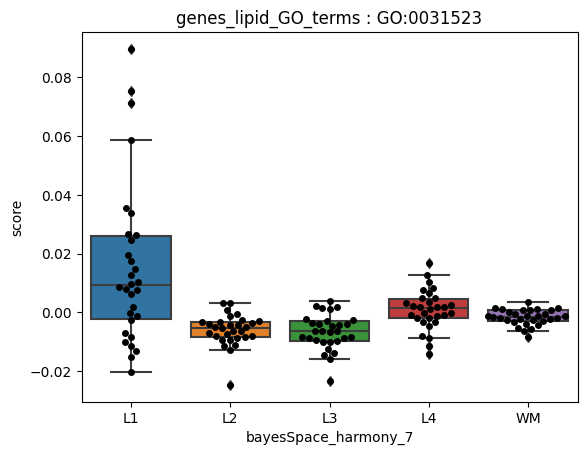 genes_lipid_GO_terms : GO:0031523
0.08
0.06
0.04
0.02
0.00
−0.02
score
L1 L2 L3 L4 WM
bayesSpace_harmony_7